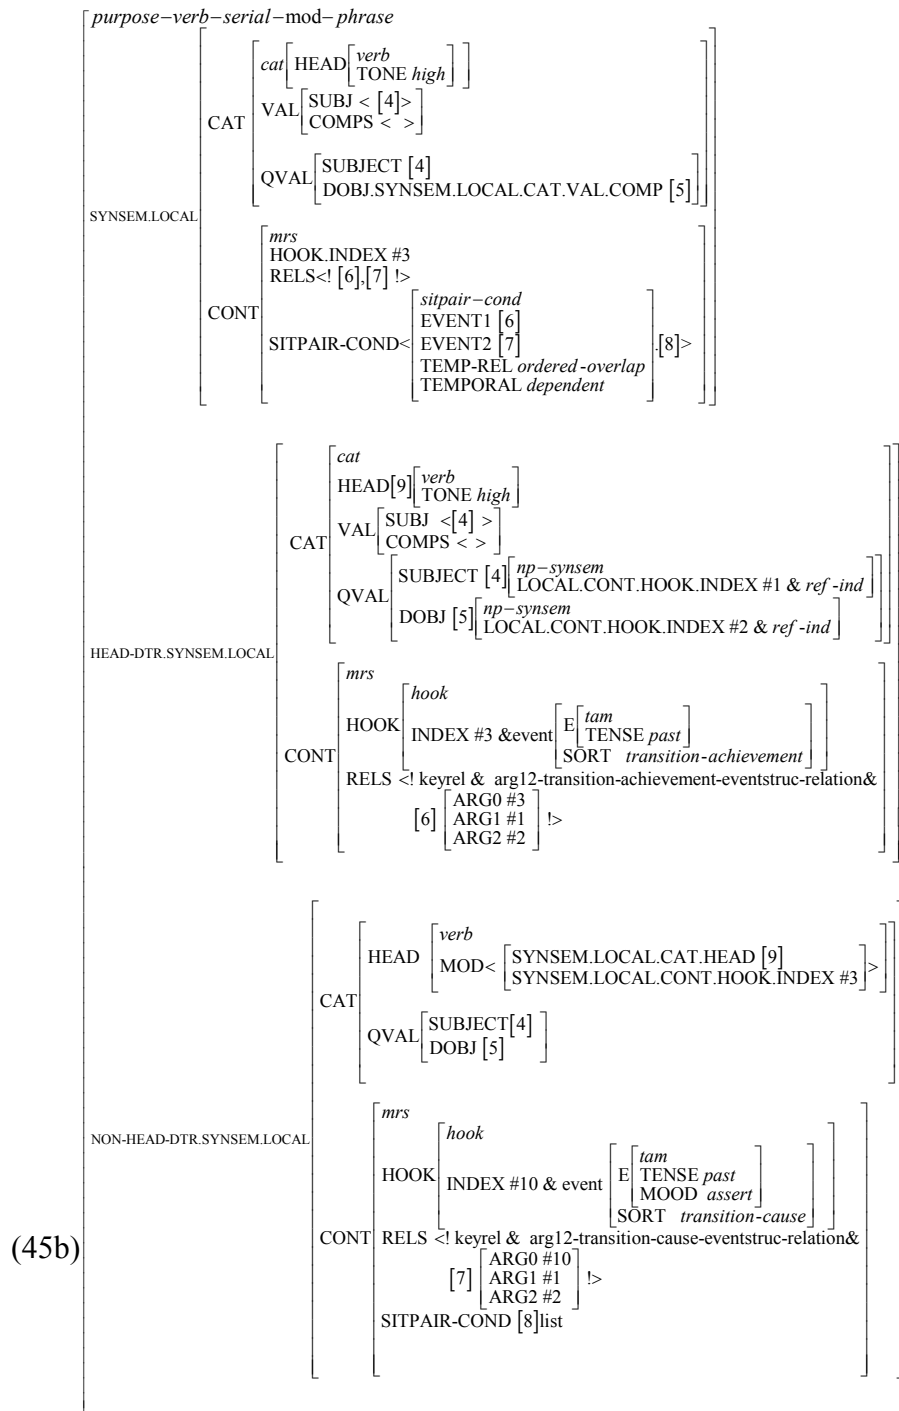 purpose−verb−serial−mod−phrase
cat[HEAD[verb
TONE high]]
VAL[SUBJ < [4]>
COMPS < >]
CAT
QVAL[SUBJECT [4]
DOBJ.SYNSEM.LOCAL.CAT.VAL.COMP [5]]
SYNSEM.LOCAL
mrs
HOOK.INDEX #3
RELS<! [6],[7] !>
CONT
sitpair−cond
EVENT1 [6]
SITPAIR-COND< EVENT2 [7] .[8]>
TEMP-REL ordered-overlap
TEMPORAL dependent
cat
HEAD[9][verb
TONE high]
VAL[SUBJ <[4] >
COMPS < >]
CAT
QVAL[SUBJECT [4][np−synsem
LOCAL.CONT.HOOK.INDEX #1 & ref-ind]
DOBJ [5][np−synsem
LOCAL.CONT.HOOK.INDEX #2 & ref-ind]]
HEAD-DTR.SYNSEM.LOCAL
mrs
hook
HOOK
INDEX #3 &event[E[tam
TENSE past]
SORT transition-achievement]
CONT
RELS <! keyrel & arg12-transition-achievement-eventstruc-relation&
[6] [ARG0 #3
ARG1 #1
ARG2 #2] !>
HEAD [verb
MOD< [SYNSEM.LOCAL.CAT.HEAD [9]
SYNSEM.LOCAL.CONT.HOOK.INDEX #3]>]
CAT
QVAL[SUBJECT[4]
DOBJ [5]]
NON-HEAD-DTR.SYNSEM.LOCAL
mrs
hook
HOOK
INDEX #10 & event [E[tam
TENSE past
MOOD assert]
SORT transition-cause]
(45b)
CONT
RELS <! keyrel & arg12-transition-cause-eventstruc-relation&
[7] [ARG0 #10
ARG1 #1
ARG2 #2] !>
SITPAIR-COND [8]list